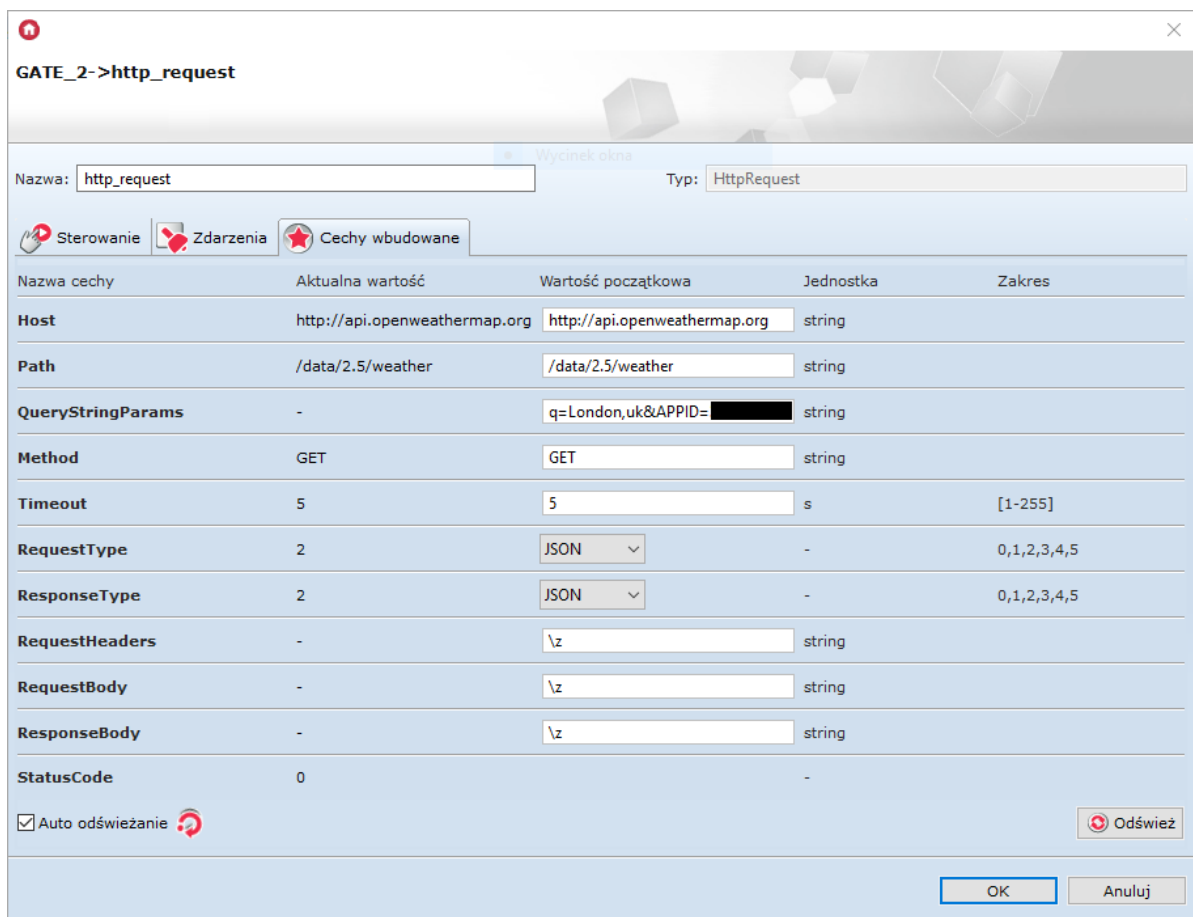 GATE_2->http_request
Wycinek okna
Nazwa: http_request Typ: HttpRequest
Sterowanie Zdarzenia Cechy wbudowane
Nazwa cechy Aktualna wartość Wartość początkowa Jednostka Zakres
Host http://api.openweathermap.org http://api.openweathermap.org string
Path /data/2.5/weather /data/2.5/weather string
QueryStringParams - q=London,uk&APPID= string
Method GET GET string
Timeout 5 5 s [1-255]
RequestType 2 JSON - 0,1,2,3,4,5
ResponseType 2 JSON - 0,1,2,3,4,5
RequestHeaders - \z string
RequestBody - \z string
ResponseBody - \z string
StatusCode 0 -
Auto odświeżanie Odśwież
OK Anuluj